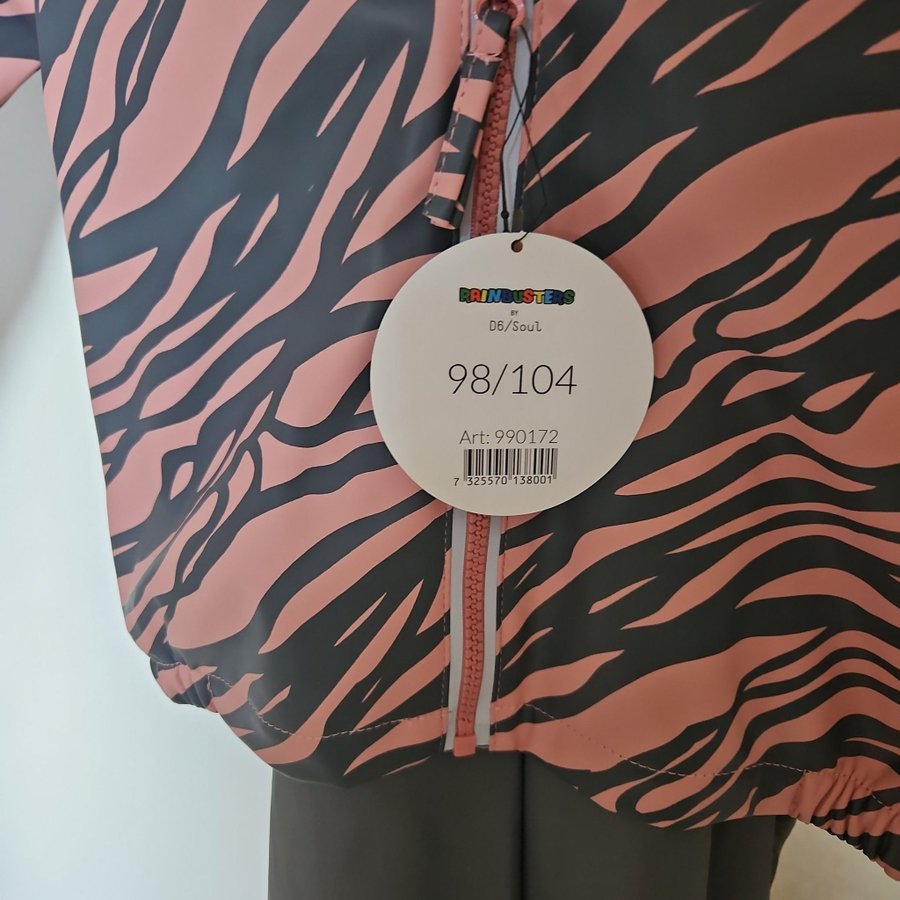 RAINBUSTERS
BY
D6/Soul
98/104
Art: 990172
7 325570 138001